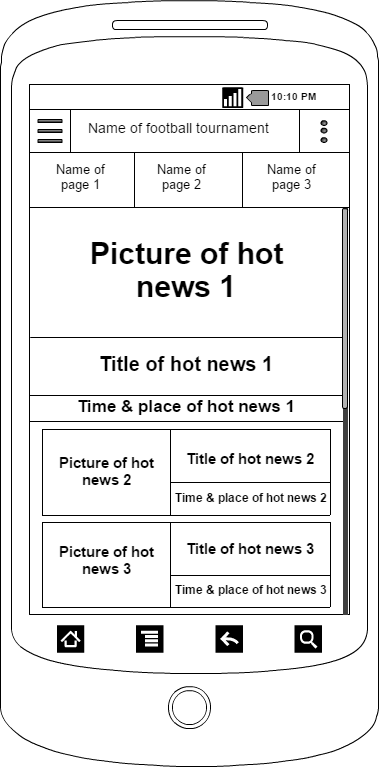 10:10 PM
Name of football tournament
Name of
page 1
Name of
page 2
Name of
page 3
Picture of hot
news 1
Title of hot news 1
Time & place of hot news 1
Picture of hot
news 2
Title of hot news 2
Time & place of hot news 2
Picture of hot
news 3
Title of hot news 3
Time & place of hot news 3